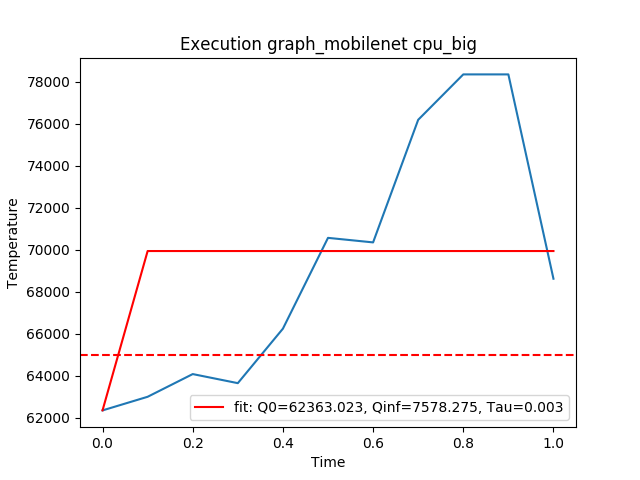 Execution graph_mobilenet cpu_big
78000
76000
74000
72000
70000
68000
66000
64000
62000
Temperature
fit: Q0=62363.023, Qinf=7578.275, Tau=0.003
0.0 0.2 0.4 0.6 0.8 1.0
Time